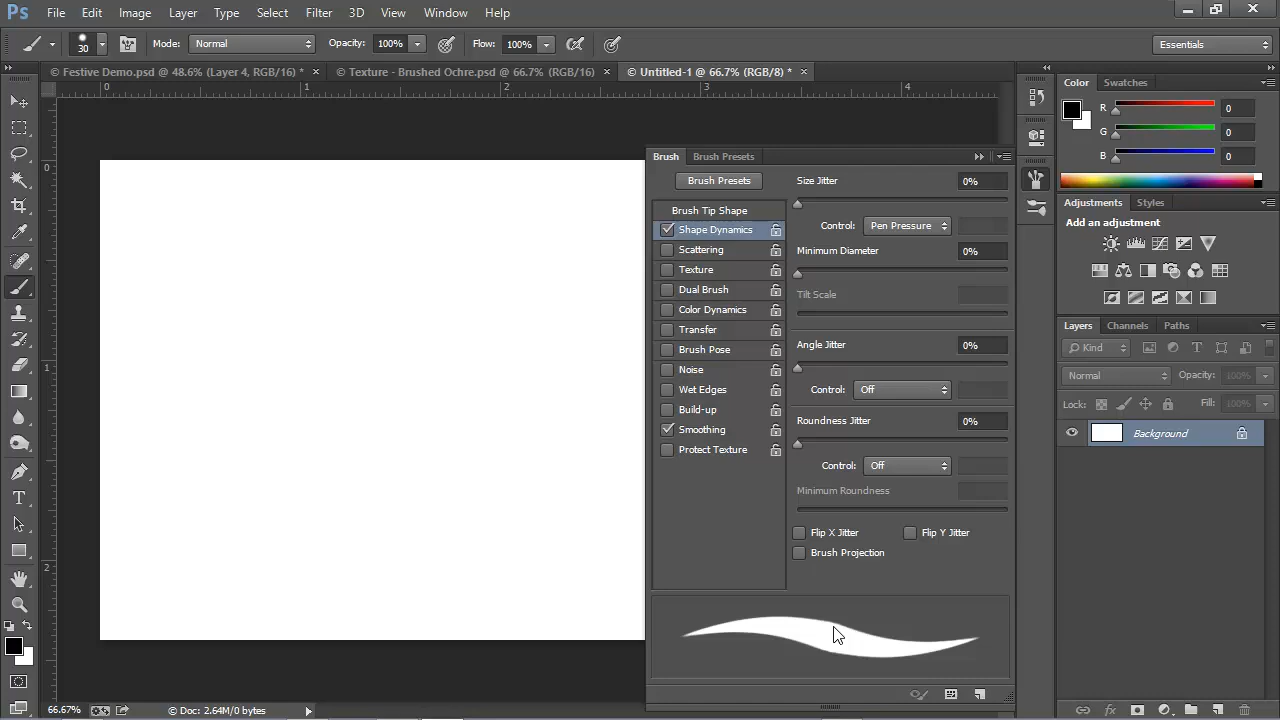 Ps File Edit Image Layer Type Select Filter 3D View Window Help
30 Mode: Normal Opacity: 100% Flow: 100% Essentials
© Festive Demo.psd @ 48.6% (Layer 4, RGB/16) * × © Texture - Brushed Ochre.psd @ 66.7% (RGB/16) × © Untitled-1 @ 66.7% (RGB/8) * ×
0 1 2 3 4
0
1
2
Brush Brush Presets
Brush Presets
Brush Tip Shape
Shape Dynamics
Scattering
Texture
Dual Brush
Color Dynamics
Transfer
Brush Pose
Noise
Wet Edges
Build-up
Smoothing
Protect Texture
Size Jitter 0%
Control: Pen Pressure
Minimum Diameter 0%
Tilt Scale
Angle Jitter 0%
Control: Off
Roundness Jitter 0%
Control: Off
Minimum Roundness
Flip X Jitter Flip Y Jitter
Brush Projection
Color Swatches
R 0
G 0
B 0
Adjustments Styles
Add an adjustment
Layers Channels Paths
Kind T
Normal Opacity: 100%
Lock: Fill: 100%
Background
fx
66.67% © Doc: 2.64M/0 bytes